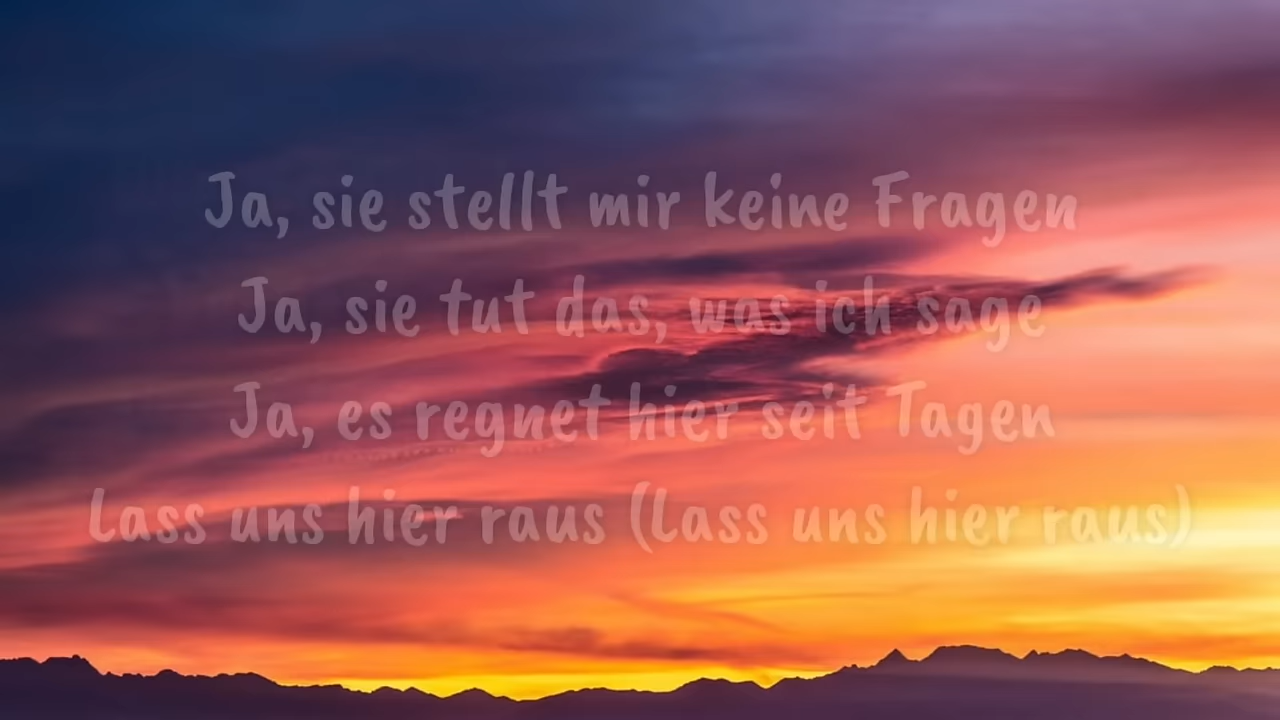 Ja, sie stellt mir keine Fragen
Ja, sie tut das, was ich sage
Ja, es regnet hier seit Tagen
Lass uns hier raus (Lass uns hier raus)